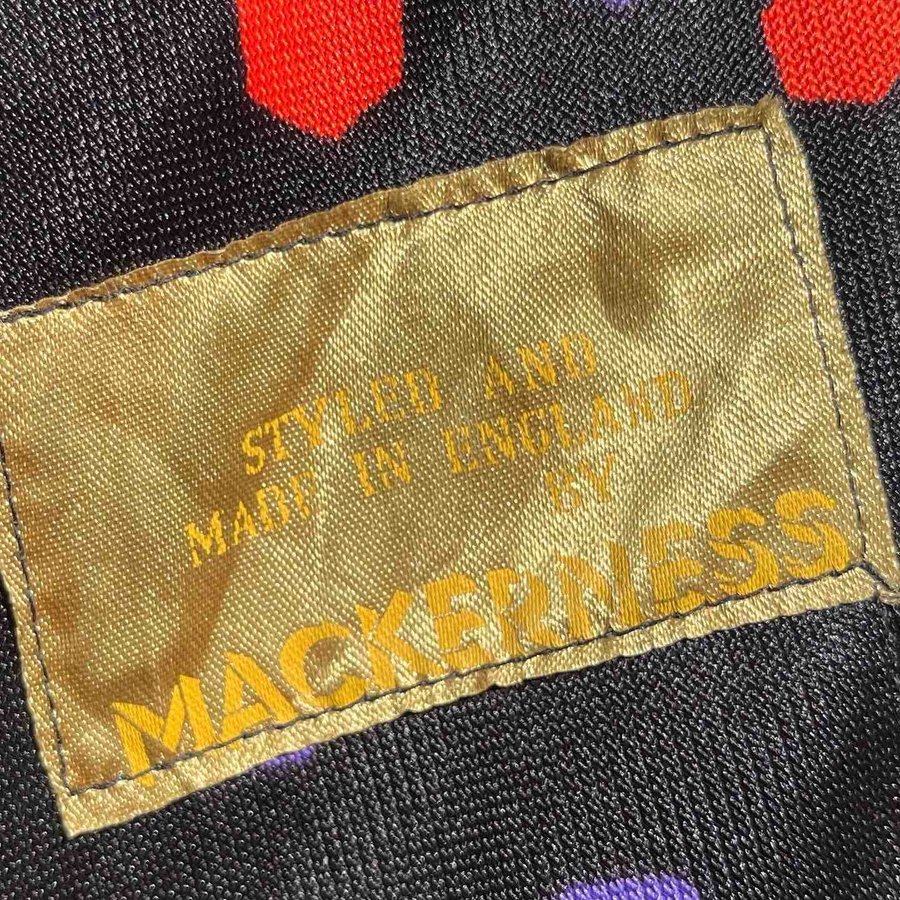 STYLED AND
MADE IN ENGLAND
BY
MACKERNESS